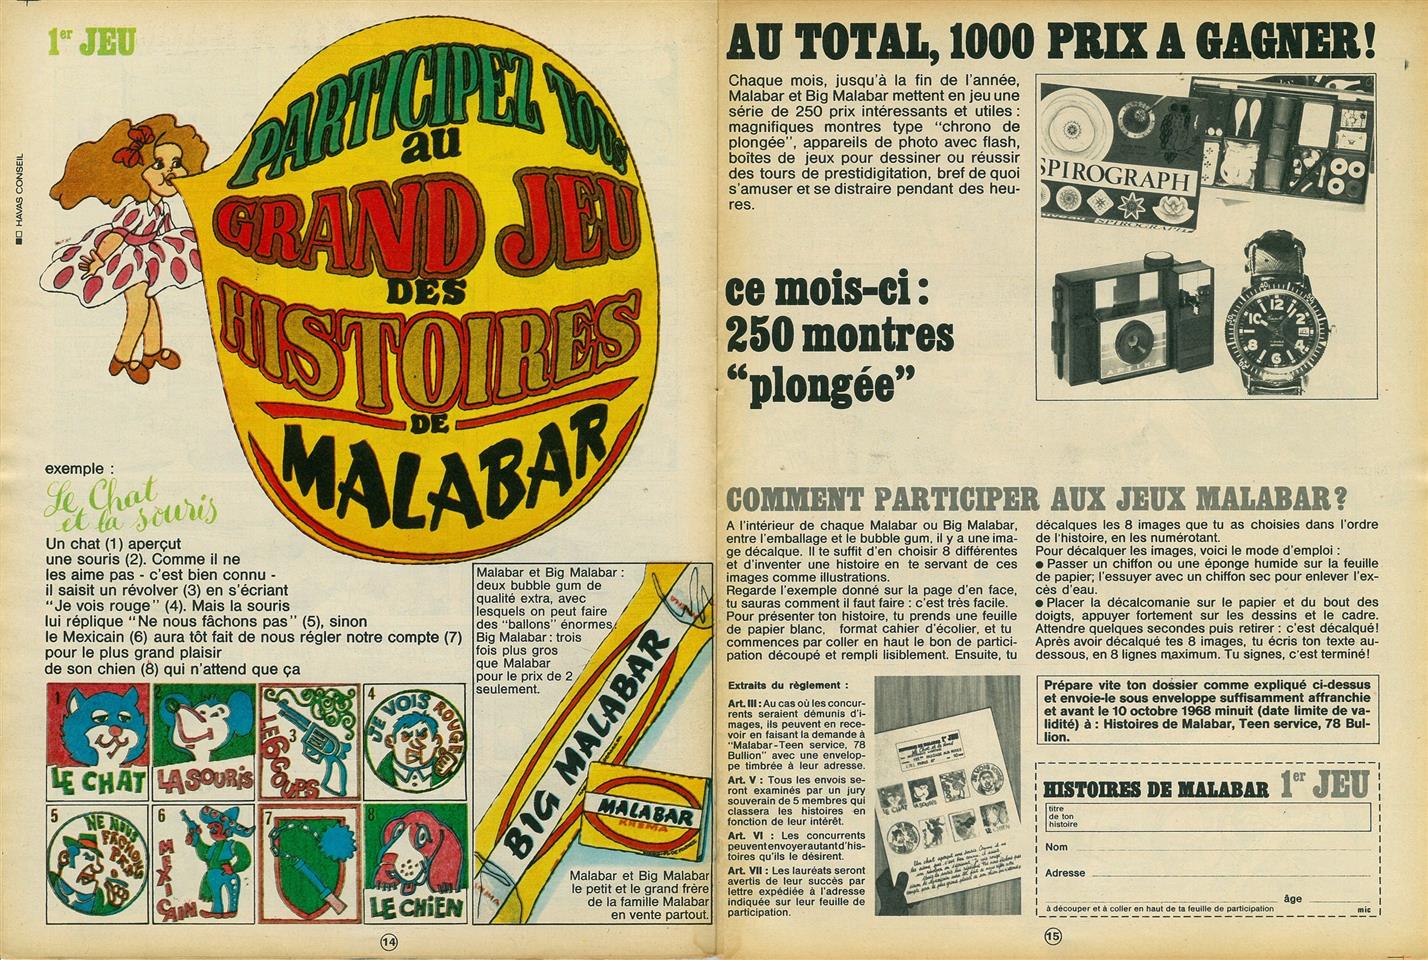 1er JEU
HAVAS CONSEIL
PARTICIPEZ TOUS
au
GRAND JEU
DES
HISTOIRES
DE
MALABAR
exemple :
Le Chat
et la souris
Un chat (1) aperçut
une souris (2). Comme il ne
les aime pas - c'est bien connu -
il saisit un révolver (3) en s'écriant
"Je vois rouge" (4). Mais la souris
lui réplique "Ne nous fâchons pas" (5), sinon
le Mexicain (6) aura tôt fait de nous régler notre compte (7)
pour le plus grand plaisir
de son chien (8) qui n'attend que ça
1
LE CHAT
2
LA SOURIS
3
LE 6 COUPS
4
JE VOIS ROUGE
5
NE NOUS FÂCHONS PAS
6
MEXICAIN
7
8
LE CHIEN
Malabar et Big Malabar :
deux bubble gum de
qualité extra, avec
lesquels on peut faire
des "ballons" énormes.
Big Malabar : trois
fois plus gros
que Malabar
pour le prix de 2
seulement.
BIG MALABAR
MALABAR
KREMA
Malabar et Big Malabar
le petit et le grand frère
de la famille Malabar
en vente partout.
14
AU TOTAL, 1000 PRIX A GAGNER !
Chaque mois, jusqu'à la fin de l'année,
Malabar et Big Malabar mettent en jeu une
série de 250 prix intéressants et utiles :
magnifiques montres type "chrono de
plongée", appareils de photo avec flash,
boîtes de jeux pour dessiner ou réussir
des tours de prestidigitation, bref de quoi
s'amuser et se distraire pendant des heu-
res.
SPIROGRAPH
nouveau SPIROGRAPH
ce mois-ci :
250 montres
"plongée"
COMMENT PARTICIPER AUX JEUX MALABAR ?
A l'intérieur de chaque Malabar ou Big Malabar,
entre l'emballage et le bubble gum, il y a une ima-
ge décalque. Il te suffit d'en choisir 8 différentes
et d'inventer une histoire en te servant de ces
images comme illustrations.
Regarde l'exemple donné sur la page d'en face,
tu sauras comment il faut faire : c'est très facile.
Pour présenter ton histoire, tu prends une feuille
de papier blanc, format cahier d'écolier, et tu
commences par coller en haut le bon de partici-
pation découpé et rempli lisiblement. Ensuite, tu
décalques les 8 images que tu as choisies dans l'ordre
de l'histoire, en les numérotant.
Pour décalquer les images, voici le mode d'emploi :
● Passer un chiffon ou une éponge humide sur la feuille
de papier; l'essuyer avec un chiffon sec pour enlever l'ex-
cès d'eau.
● Placer la décalcomanie sur le papier et du bout des
doigts, appuyer fortement sur les dessins et le cadre.
Attendre quelques secondes puis retirer : c'est décalqué!
Après avoir décalqué tes 8 images, tu écris ton texte au-
dessous, en 8 lignes maximum. Tu signes, c'est terminé!
Extraits du règlement :
Art. III : Au cas où les concur-
rents seraient démunis d'i-
mages, ils peuvent en rece-
voir en faisant la demande à
"Malabar-Teen service, 78
Bullion" avec une envelop-
pe timbrée à leur adresse.
Art. V : Tous les envois se-
ront examinés par un jury
souverain de 5 membres qui
classera les histoires en
fonction de leur intérêt.
Art. VI : Les concurrents
peuvent envoyer autant d'his-
toires qu'ils le désirent.
Art. VII : Les lauréats seront
avertis de leur succès par
lettre expédiée à l'adresse
indiquée sur leur feuille de
participation.
Prépare vite ton dossier comme expliqué ci-dessus
et envoie-le sous enveloppe suffisamment affranchie
et avant le 10 octobre 1968 minuit (date limite de va-
lidité) à : Histoires de Malabar, Teen service, 78 Bul-
lion.
HISTOIRES DE MALABAR 1er JEU
titre
de ton
histoire
Nom
Adresse
âge
à découper et à coller en haut de ta feuille de participation
mic
15